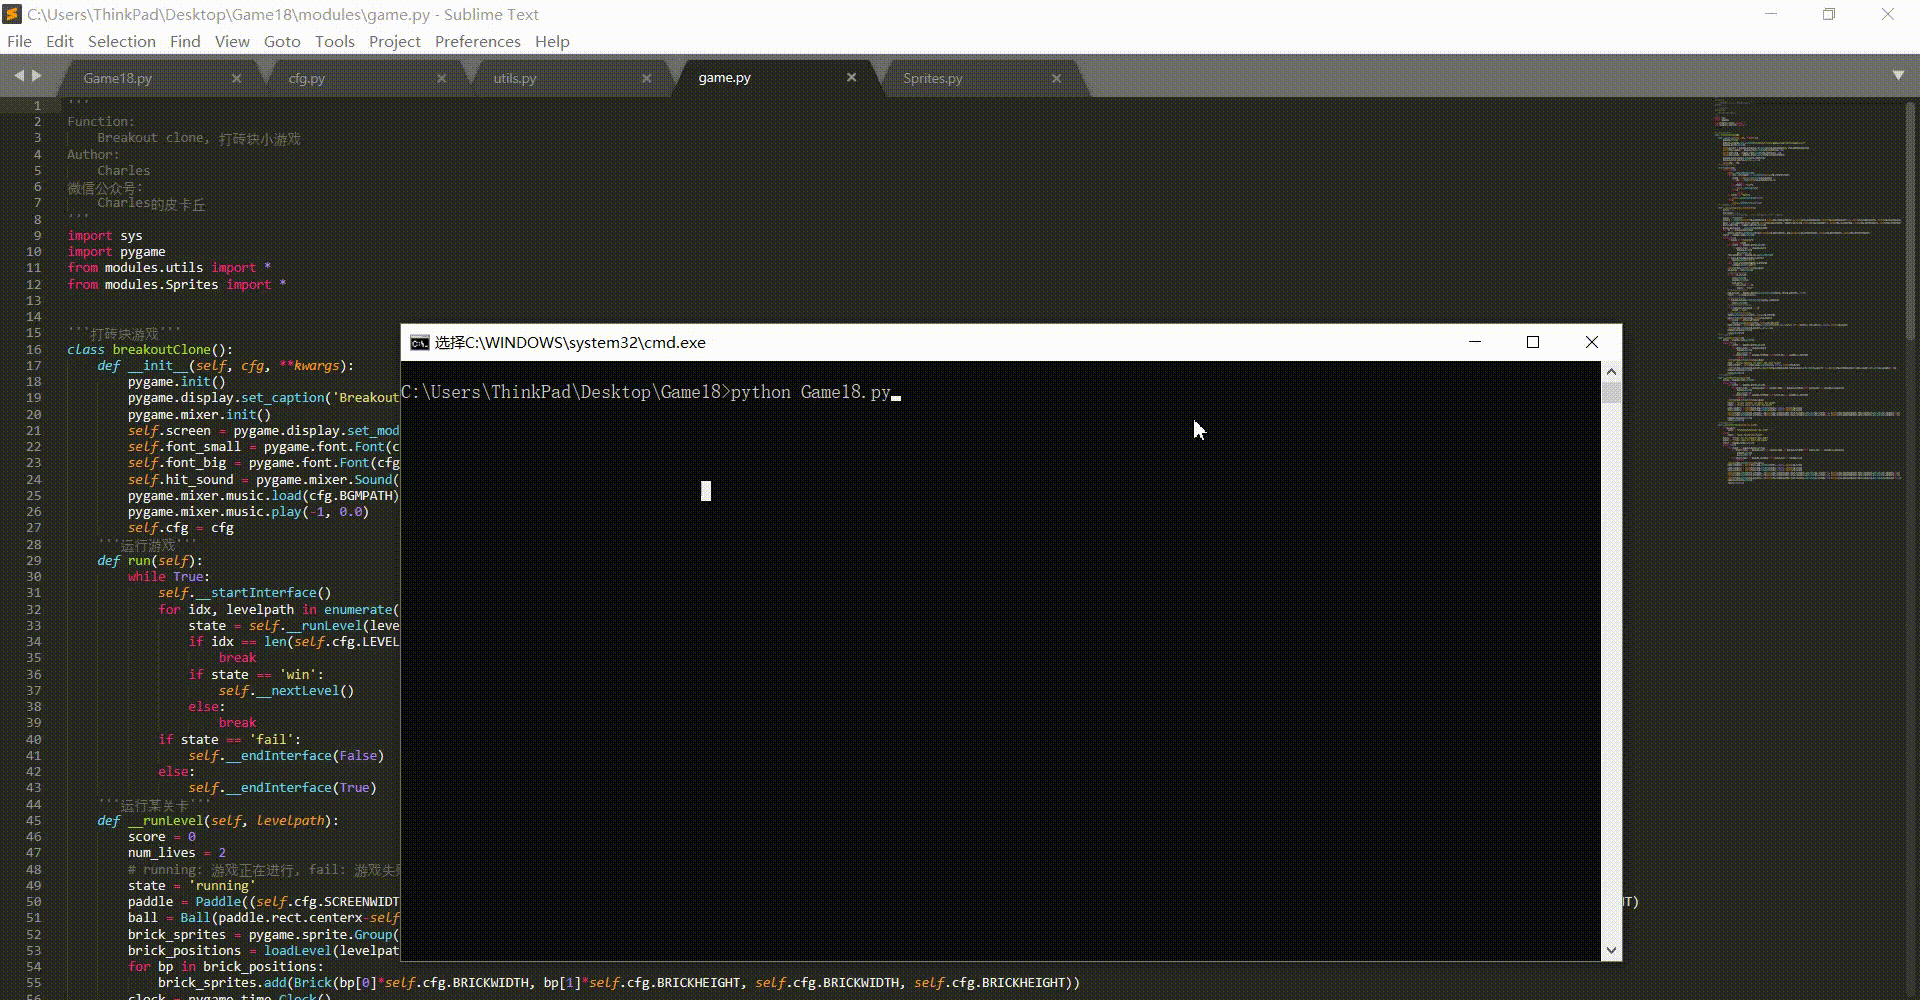 C:\Users\ThinkPad\Desktop\Game18\modules\game.py - Sublime Text
File Edit Selection Find View Goto Tools Project Preferences Help
Game18.py cfg.py utils.py game.py Sprites.py
1 '''
2 Function:
3 Breakout clone, 打砖块小游戏
4 Author:
5 Charles
6 微信公众号:
7 Charles的皮卡丘
8 '''
9 import sys
10 import pygame
11 from modules.utils import *
12 from modules.Sprites import *
13
14
15 '''打砖块游戏'''
16 class breakoutClone():
17 def __init__(self, cfg, **kwargs):
18 pygame.init()
19 pygame.display.set_caption('Breakout
20 pygame.mixer.init()
21 self.screen = pygame.display.set_mod
22 self.font_small = pygame.font.Font(c
23 self.font_big = pygame.font.Font(cfg
24 self.hit_sound = pygame.mixer.Sound(
25 pygame.mixer.music.load(cfg.BGMPATH)
26 pygame.mixer.music.play(-1, 0.0)
27 self.cfg = cfg
28 '''运行游戏'''
29 def run(self):
30 while True:
31 self.__startInterface()
32 for idx, levelpath in enumerate(
33 state = self.__runLevel(leve
34 if idx == len(self.cfg.LEVEL
35 break
36 if state == 'win':
37 self.__nextLevel()
38 else:
39 break
40 if state == 'fail':
41 self.__endInterface(False)
42 else:
43 self.__endInterface(True)
44 '''运行某关卡'''
45 def __runLevel(self, levelpath):
46 score = 0
47 num_lives = 2
48 # running: 游戏正在进行, fail: 游戏失
49 state = 'running'
50 paddle = Paddle((self.cfg.SCREENWIDT
51 ball = Ball(paddle.rect.centerx-self
52 brick_sprites = pygame.sprite.Group(
53 brick_positions = loadLevel(levelpat
54 for bp in brick_positions:
55 brick_sprites.add(Brick(bp[0]*self.cfg.BRICKWIDTH, bp[1]*self.cfg.BRICKHEIGHT, self.cfg.BRICKWIDTH, self.cfg.BRICKHEIGHT))
56 clock = pygame.time.Clock()
选择C:\WINDOWS\system32\cmd.exe
C:\Users\ThinkPad\Desktop\Game18>python Game18.py